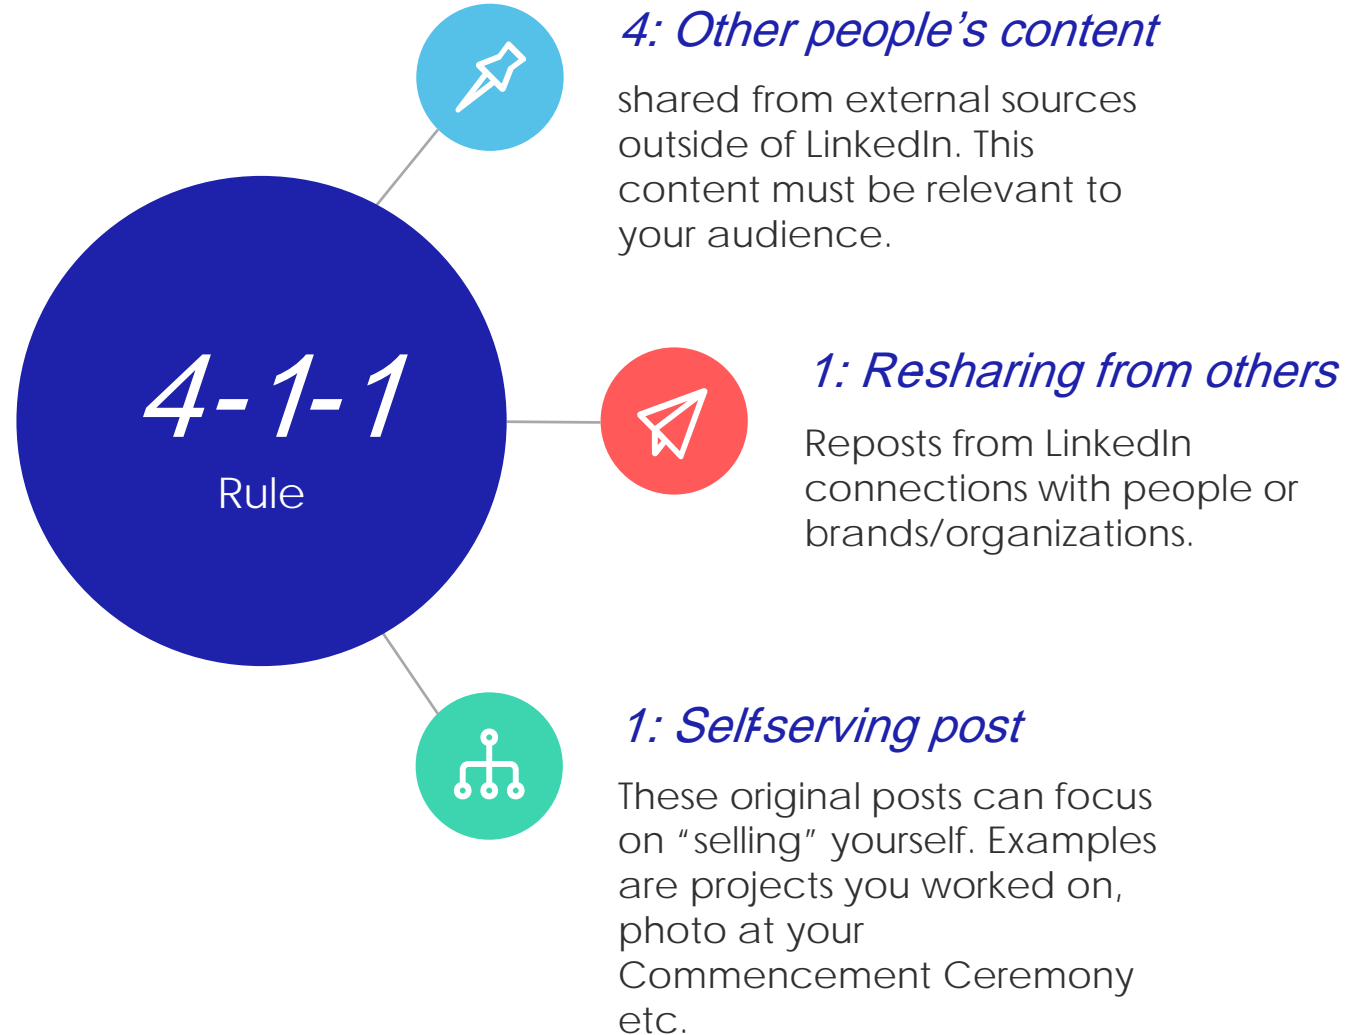 4: Other people's content
shared from external sources
outside of LinkedIn. This
content must be relevant to
your audience.
4-1-1
Rule
1: Resharing from others
Reposts from LinkedIn
connections with people or
brands/organizations.
1: Self-serving post
These original posts can focus
on “selling” yourself. Examples
are projects you worked on,
photo at your
Commencement Ceremony
etc.